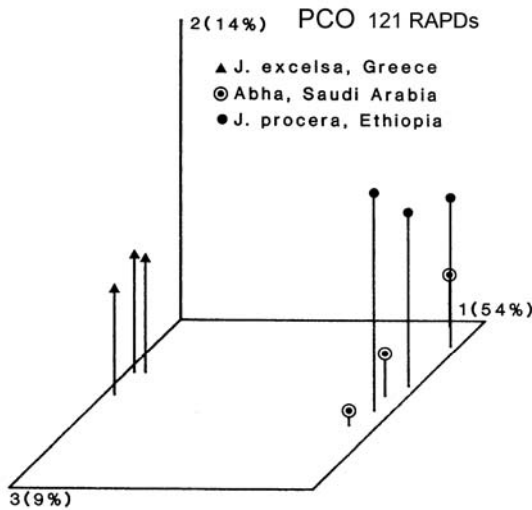 2(14%) PCO 121 RAPDs
▲ J. excelsa, Greece
◉ Abha, Saudi Arabia
● J. procera, Ethiopia
1(54%)
3(9%)